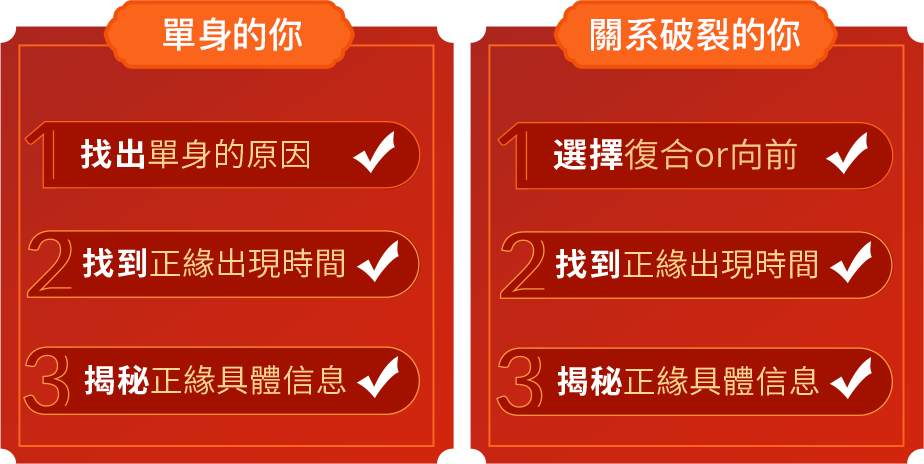 單身的你
1 找出單身的原因
2 找到正緣出現時間
3 揭秘正緣具體信息
關系破裂的你
1 選擇復合or向前
2 找到正緣出現時間
3 揭秘正緣具體信息